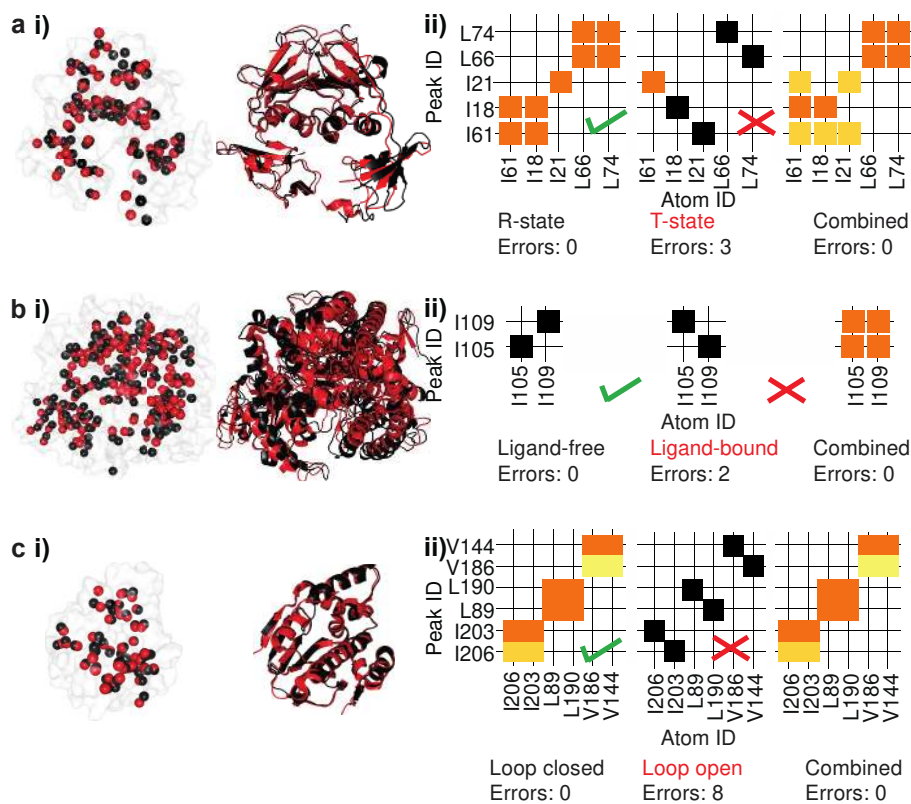 a i)
ii)
Peak ID
L74
L66
I21
I18
I61
I61 I18 I21 L66 L74
I61 I18 I21 L66 L74
I61 I18 I21 L66 L74
Atom ID
R-state T-state Combined
Errors: 0 Errors: 3 Errors: 0
b i)
ii)
Peak ID
I109
I105
I105 I109
I105 I109
I105 I109
Atom ID
Ligand-free Ligand-bound Combined
Errors: 0 Errors: 2 Errors: 0
c i)
ii)
Peak ID
V144
V186
L190
L89
I203
I206
I206 I203 L89 L190 V186 V144
I206 I203 L89 L190 V186 V144
I206 I203 L89 L190 V186 V144
Atom ID
Loop closed Loop open Combined
Errors: 0 Errors: 8 Errors: 0